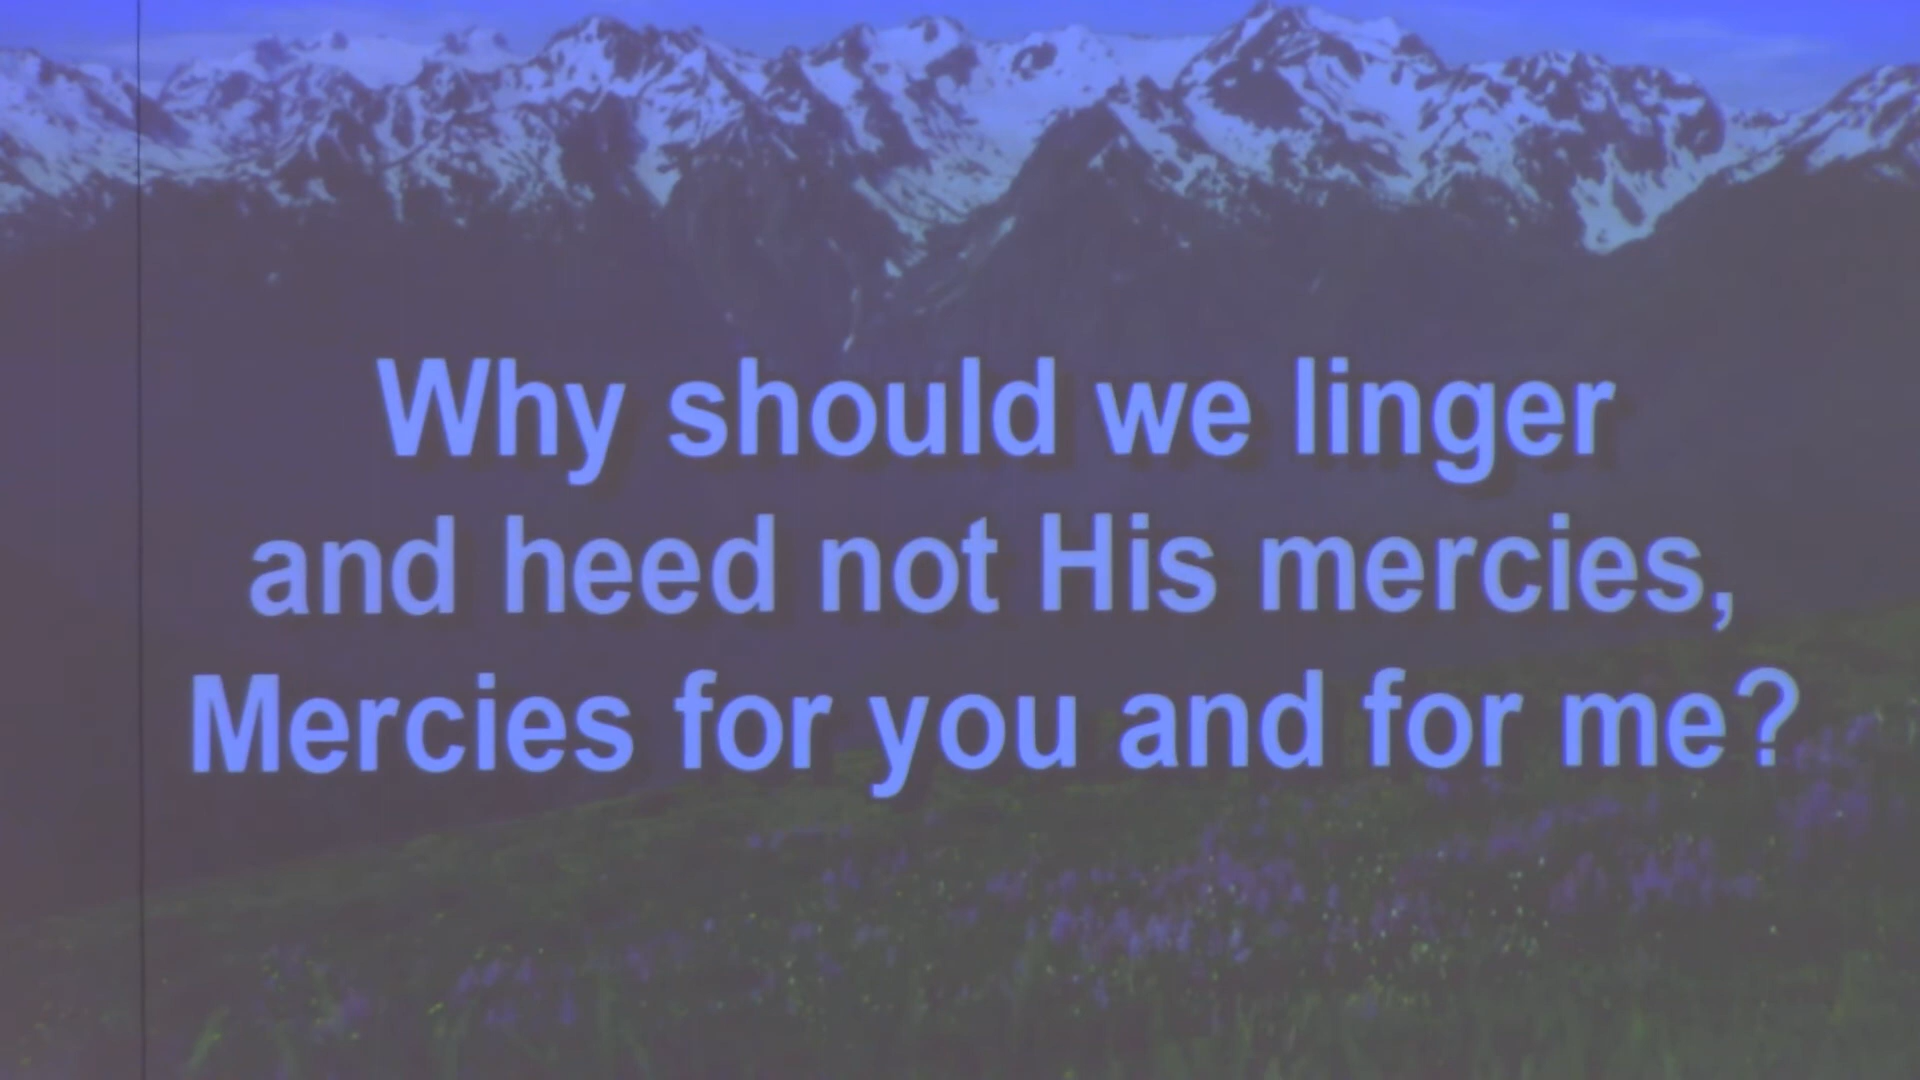 Why should we linger
and heed not His mercies,
Mercies for you and for me?